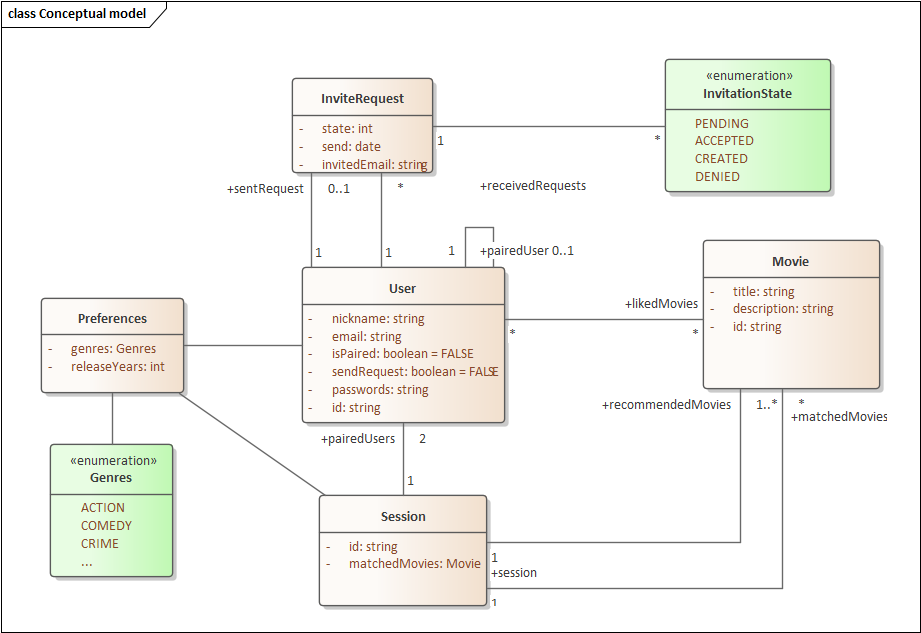 class Conceptual model
InviteRequest
- state: int
- send: date
- invitedEmail: string
«enumeration»
InvitationState
PENDING
ACCEPTED
CREATED
DENIED
1
*
+sentRequest 0..1 * +receivedRequests
1
1
1
+pairedUser 0..1
User
- nickname: string
- email: string
- isPaired: boolean = FALSE
- sendRequest: boolean = FALSE
- passwords: string
- id: string
Movie
- title: string
- description: string
- id: string
+likedMovies
*
*
Preferences
- genres: Genres
- releaseYears: int
+recommendedMovies 1..* *
+matchedMovies
+pairedUsers 2
1
«enumeration»
Genres
ACTION
COMEDY
CRIME
...
Session
- id: string
- matchedMovies: Movie
1
+session
1